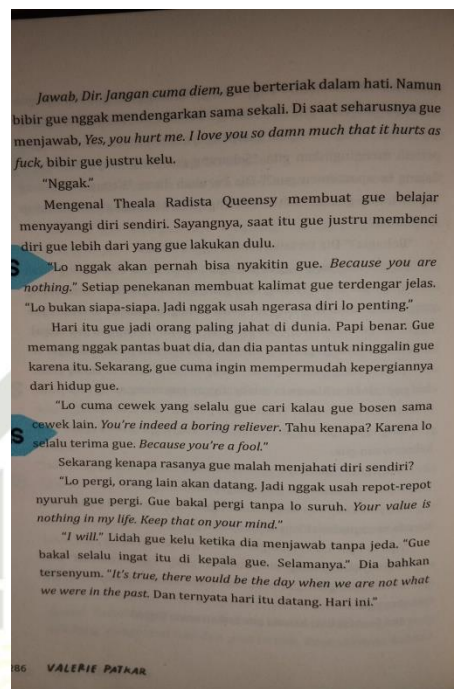 Jawab, Dir. Jangan cuma diem, gue berteriak dalam hati. Namun
bibir gue nggak mendengarkan sama sekali. Di saat seharusnya gue
menjawab, Yes, you hurt me. I love you so damn much that it hurts as
fuck, bibir gue justru kelu.
"Nggak."
Mengenal Theala Radista Queensy membuat gue belajar
menyayangi diri sendiri. Sayangnya, saat itu gue justru membenci
diri gue lebih dari yang gue lakukan dulu.
S
"Lo nggak akan pernah bisa nyakitin gue. Because you are
nothing." Setiap penekanan membuat kalimat gue terdengar jelas.
"Lo bukan siapa-siapa. Jadi nggak usah ngerasa diri lo penting."
Hari itu gue jadi orang paling jahat di dunia. Papi benar. Gue
memang nggak pantas buat dia, dan dia pantas untuk ninggalin gue
karena itu. Sekarang, gue cuma ingin mempermudah kepergiannya
dari hidup gue.
"Lo cuma cewek yang selalu gue cari kalau gue bosen sama
cewek lain. You're indeed a boring reliever. Tahu kenapa? Karena lo
S
selalu terima gue. Because you're a fool."
Sekarang kenapa rasanya gue malah menjahati diri sendiri?
"Lo pergi, orang lain akan datang. Jadi nggak usah repot-repot
nyuruh gue pergi. Gue bakal pergi tanpa lo suruh. Your value is
nothing in my life. Keep that on your mind."
"I will." Lidah gue kelu ketika dia menjawab tanpa jeda. "Gue
bakal selalu ingat itu di kepala gue. Selamanya." Dia bahkan
tersenyum. "It's true, there would be the day when we are not what
we were in the past. Dan ternyata hari itu datang. Hari ini."
86 VALERIE PATKAR